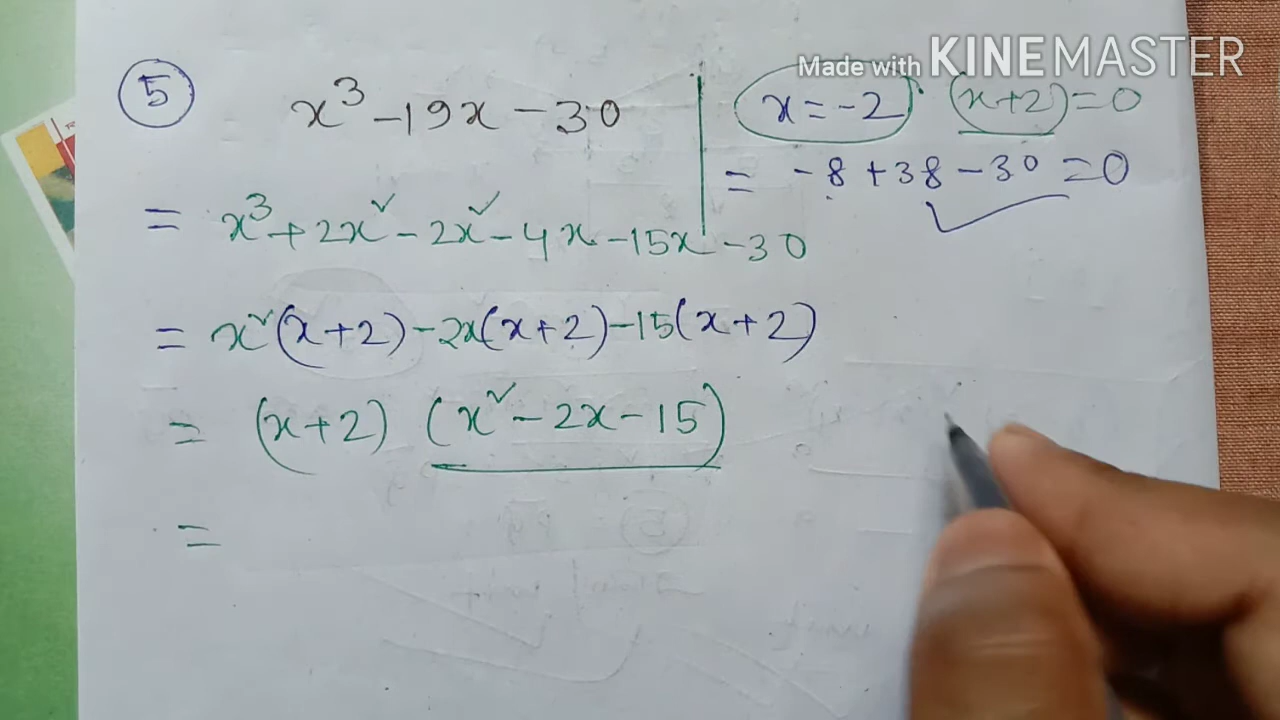 Made with KINEMASTER
5 x³ - 19x - 30
x = -2 (x+2) = 0
= -8 + 38 - 30 = 0
= x³ + 2x² - 2x² - 4x - 15x - 30
= x²(x+2) - 2x(x+2) - 15(x+2)
= (x+2) (x² - 2x - 15)
=